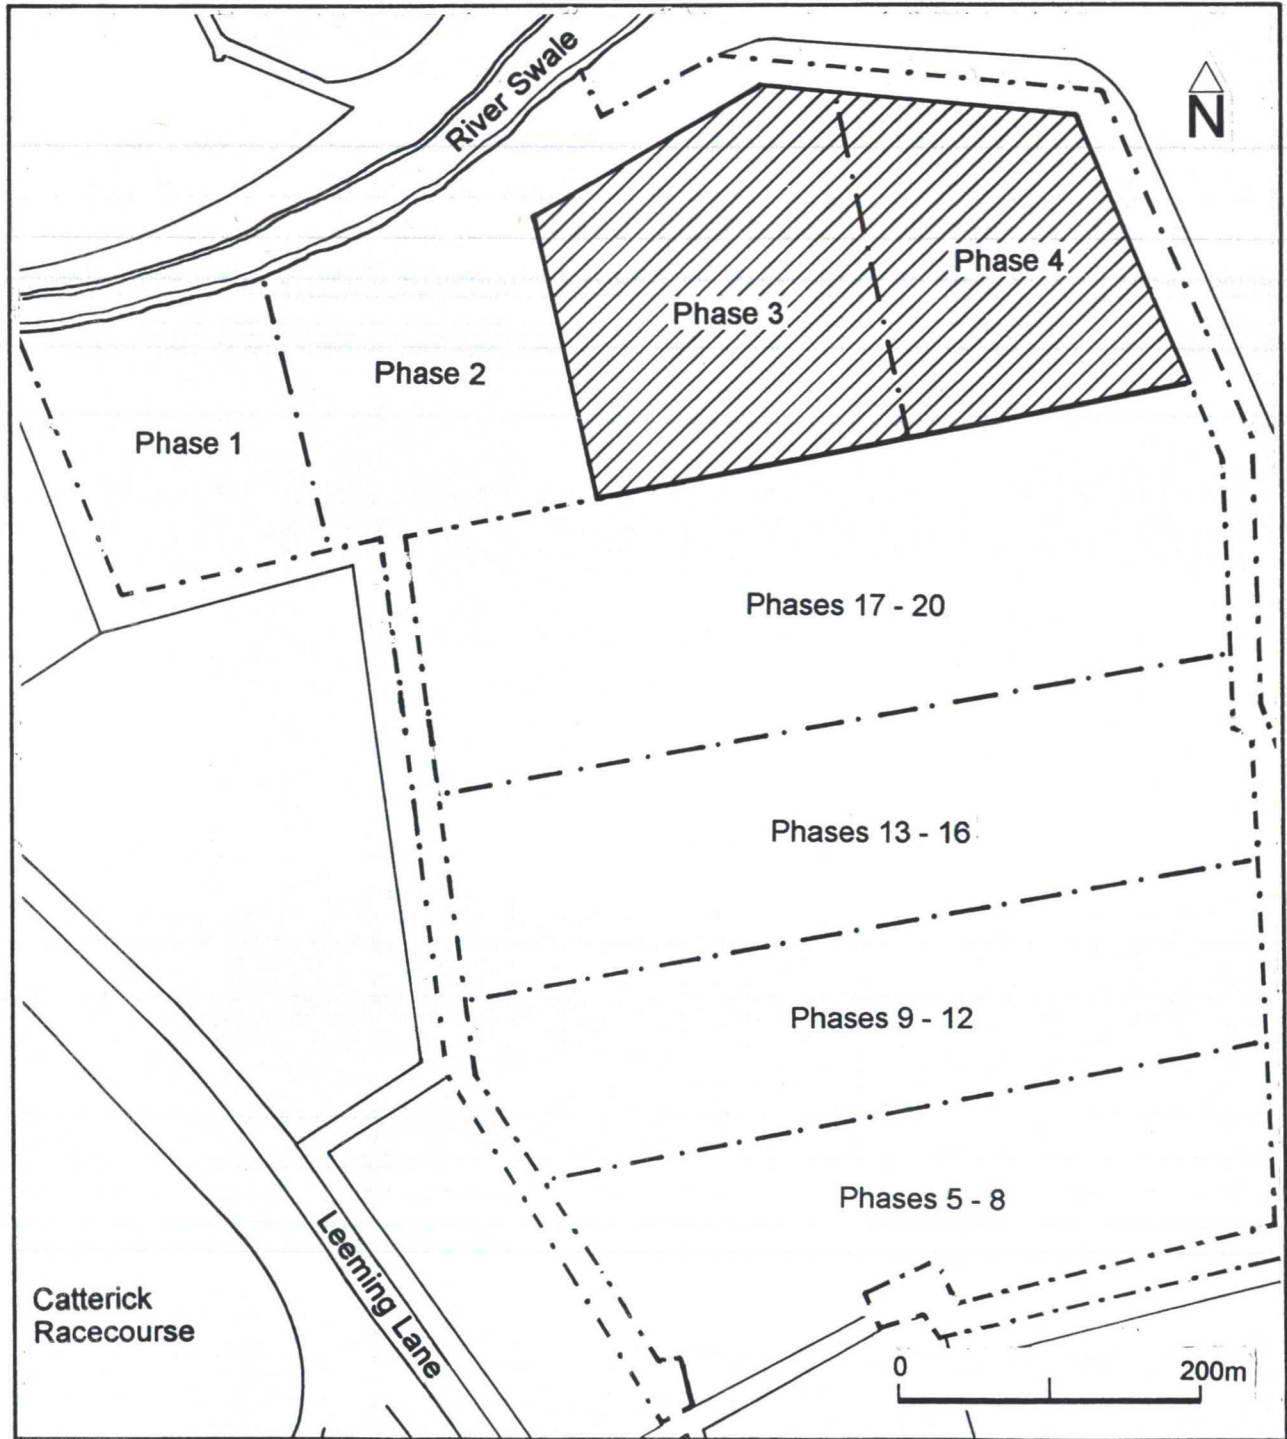 River Swale
N
Phase 4
Phase 3
Phase 2
Phase 1
Phases 17 - 20
Phases 13 - 16
Phases 9 - 12
Phases 5 - 8
Leeming Lane
Catterick
Racecourse
0 200m